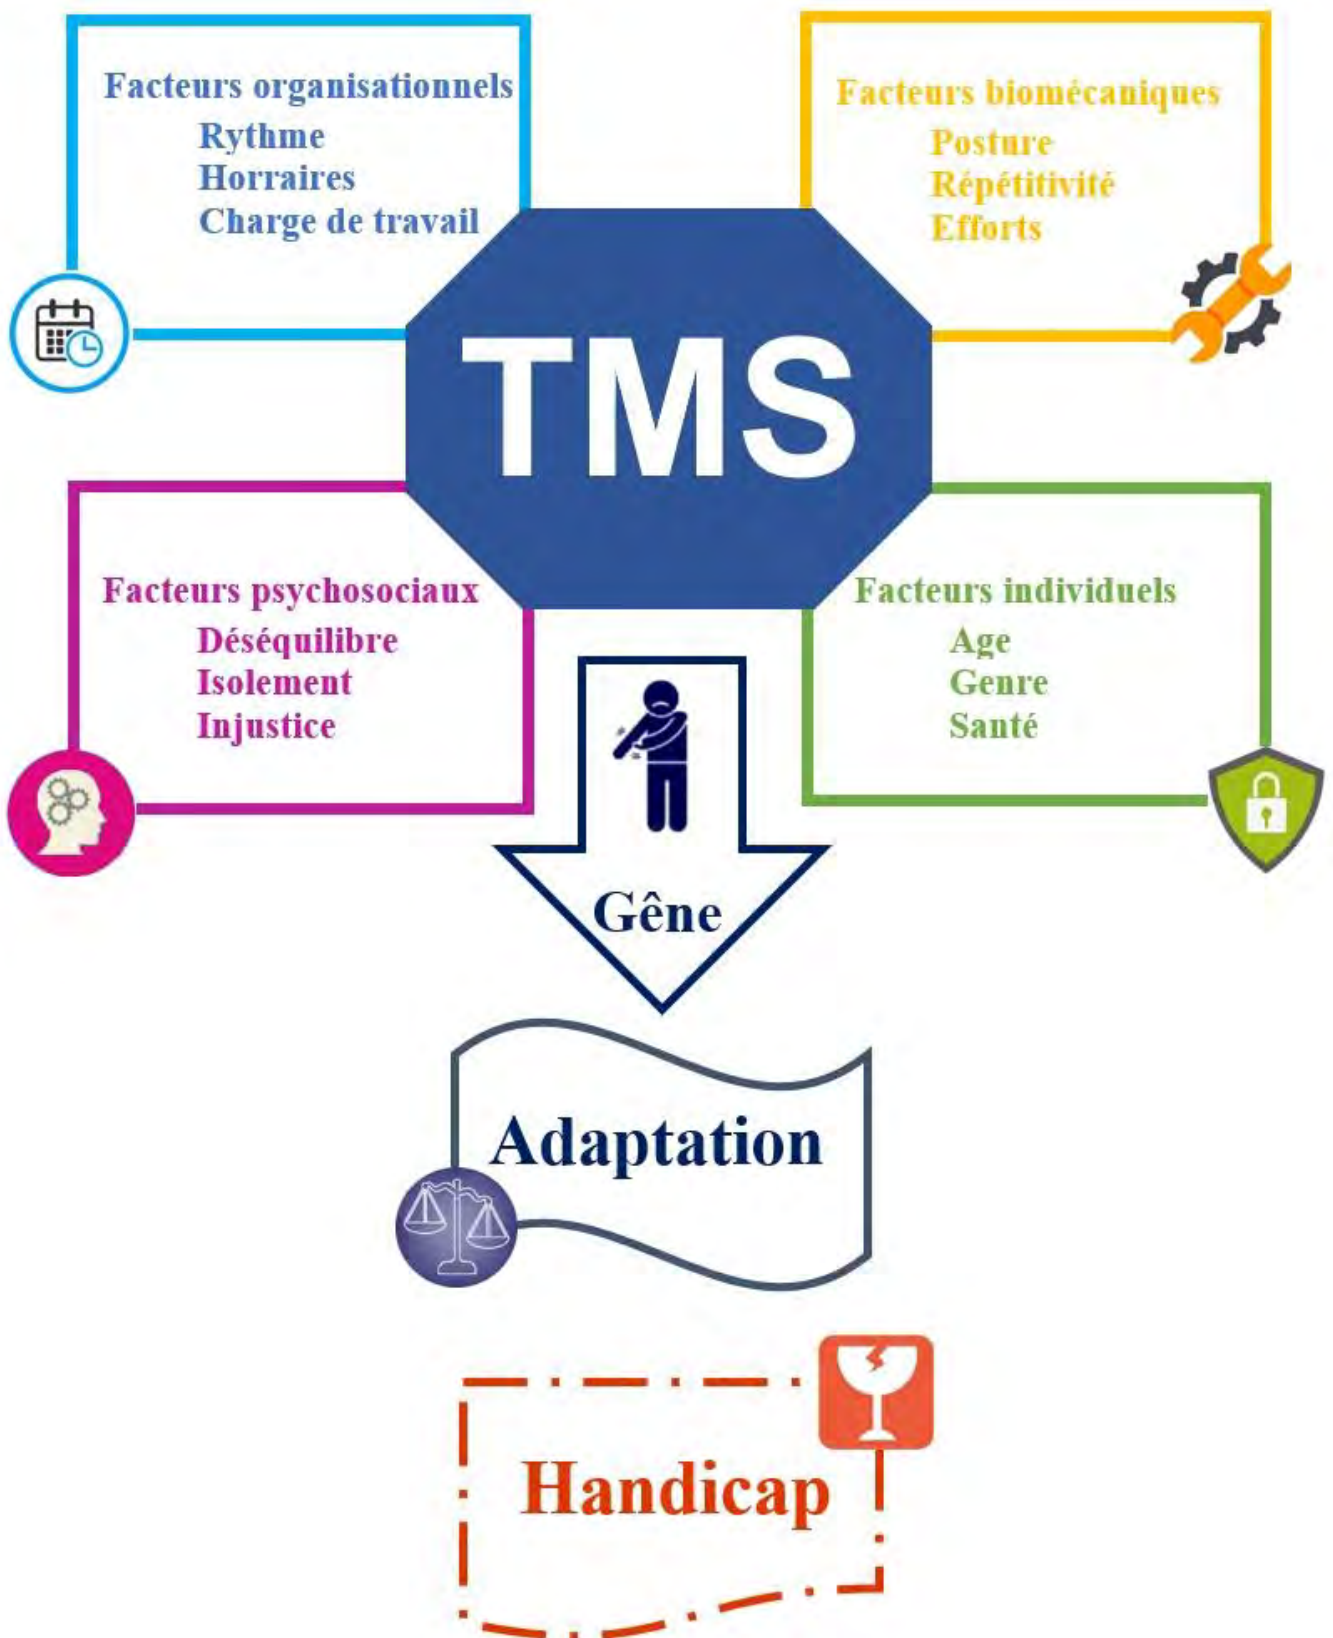 Facteurs organisationnels
Rythme
Horraires
Charge de travail
Facteurs biomécaniques
Posture
Répétitivité
Efforts
TMS
Facteurs psychosociaux
Déséquilibre
Isolement
Injustice
Facteurs individuels
Age
Genre
Santé
Gêne
Adaptation
Handicap